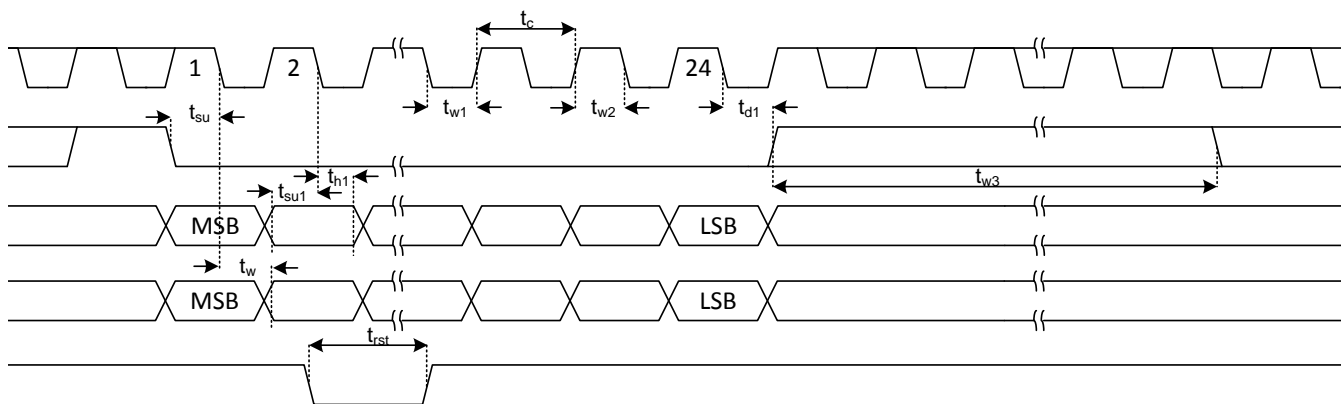 t_c
1 2 24
t_su t_w1 t_w2 t_d1
t_su1 t_h1 t_w3
MSB LSB
t_w
MSB LSB
t_rst